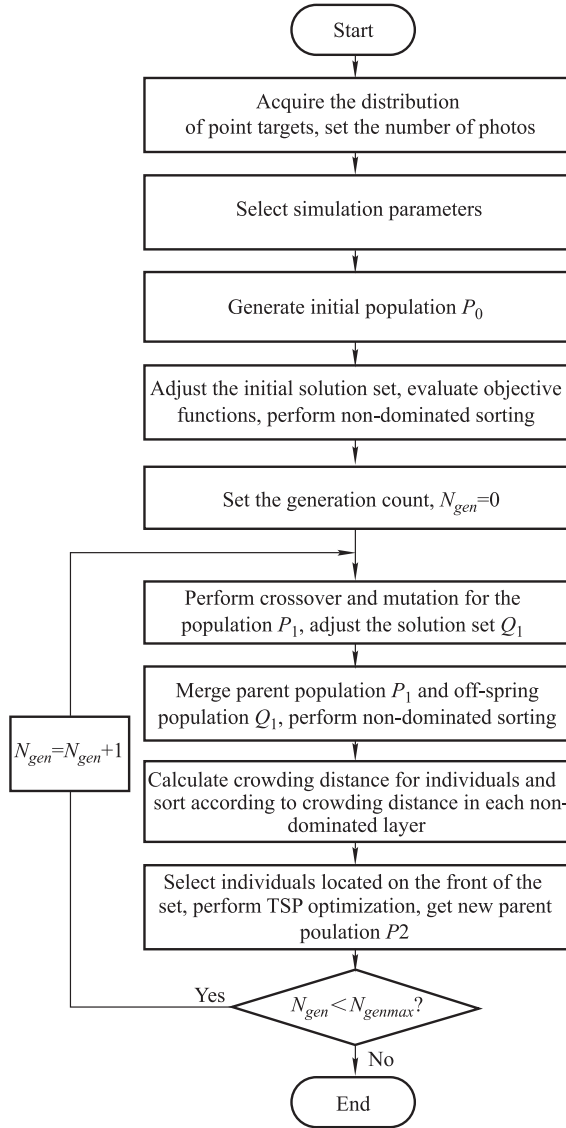 Start
Acquire the distribution
of point targets, set the number of photos
Select simulation parameters
Generate initial population P0
Adjust the initial solution set, evaluate objective
functions, perform non-dominated sorting
Set the generation count, Ngen=0
Perform crossover and mutation for the
population P1, adjust the solution set Q1
Merge parent population P1 and off-spring
population Q1, perform non-dominated sorting
Ngen=Ngen+1
Calculate crowding distance for individuals and
sort according to crowding distance in each non-
dominated layer
Select individuals located on the front of the
set, perform TSP optimization, get new parent
poulation P2
Yes
Ngen<Ngenmax?
No
End